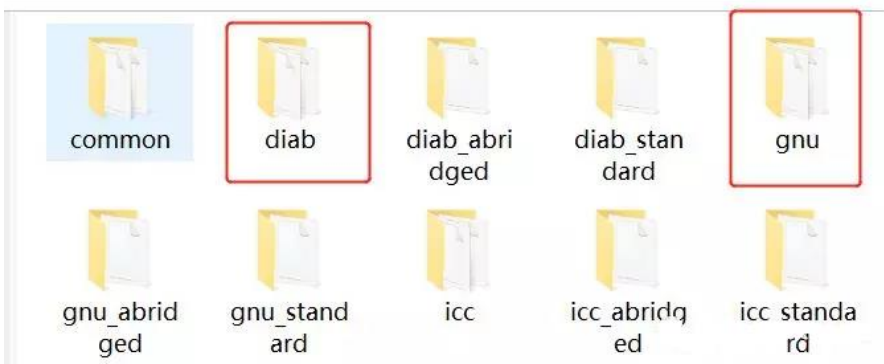 common diab diab_abri diab_stan gnu
dged dard
gnu_abrid gnu_stand icc icc_abridg icc_standa
ged ard ed rd